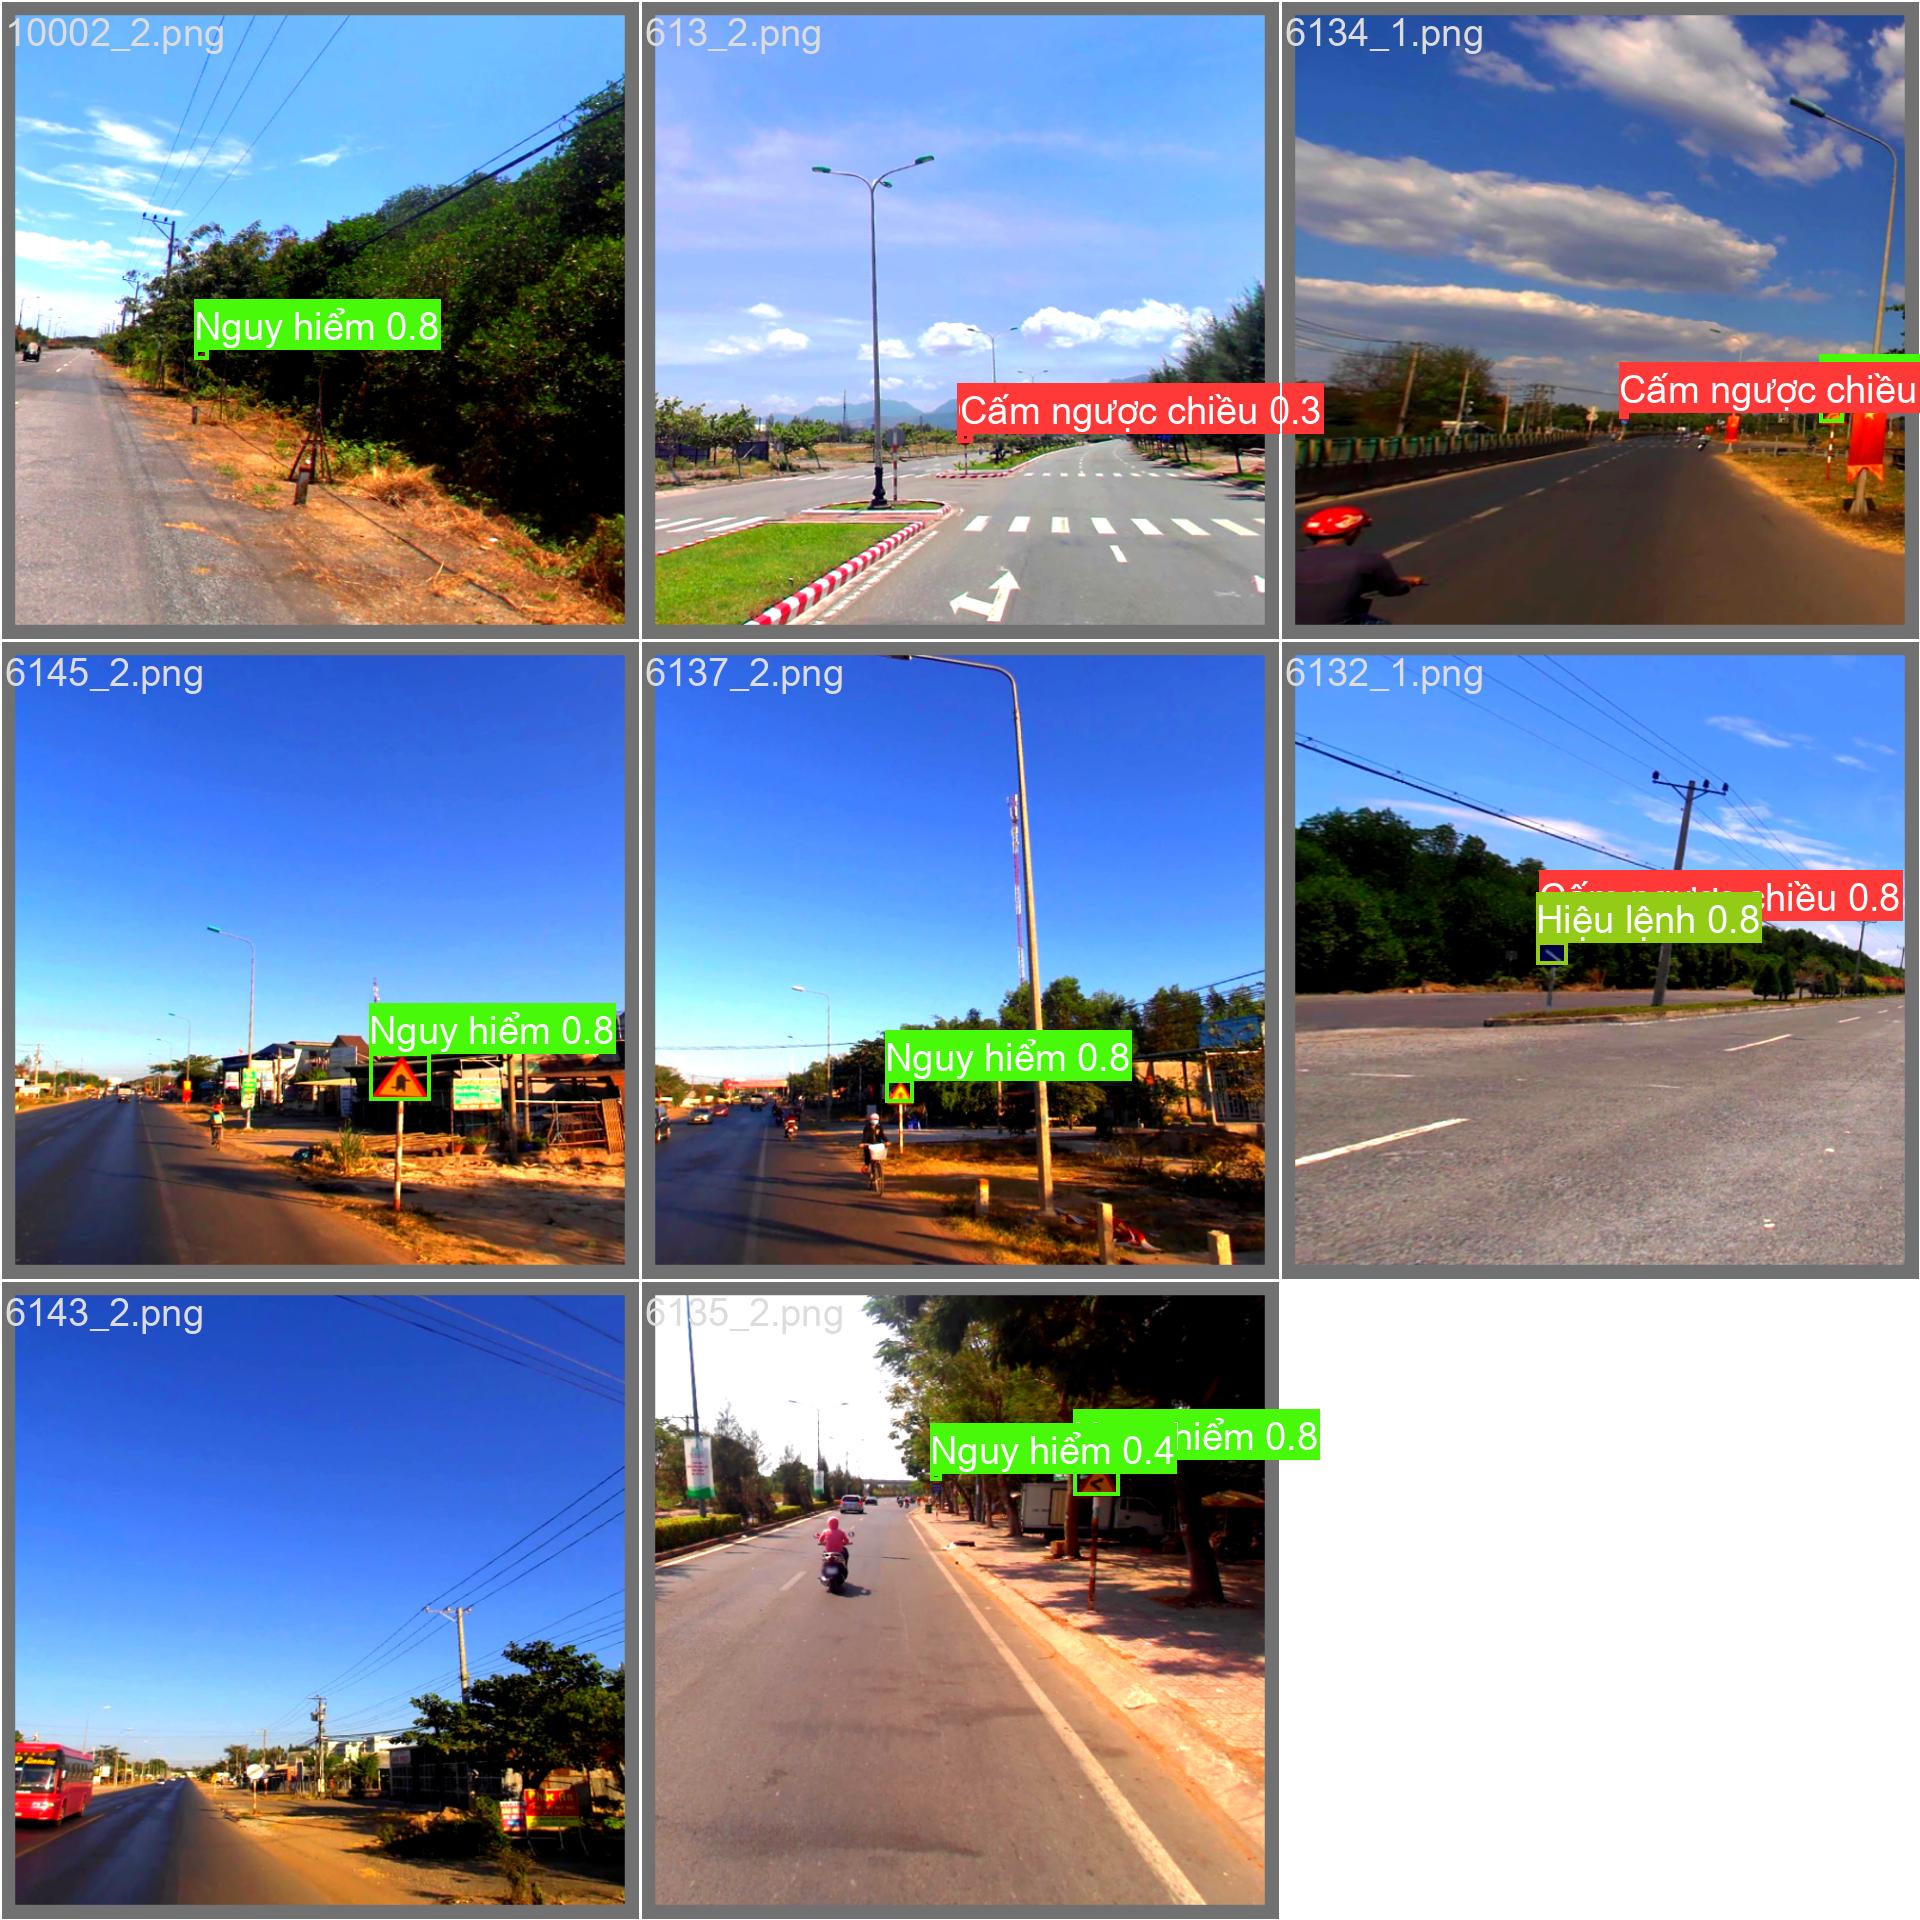 10002_2.png
Nguy hiểm 0.8
613_2.png
Cấm ngược chiều 0.3
6134_1.png
Cấm ngược chiều
6145_2.png
Nguy hiểm 0.8
6137_2.png
Nguy hiểm 0.8
6132_1.png
chiều 0.8
Hiệu lệnh 0.8
6143_2.png
6135_2.png
hiểm 0.8
Nguy hiểm 0.4